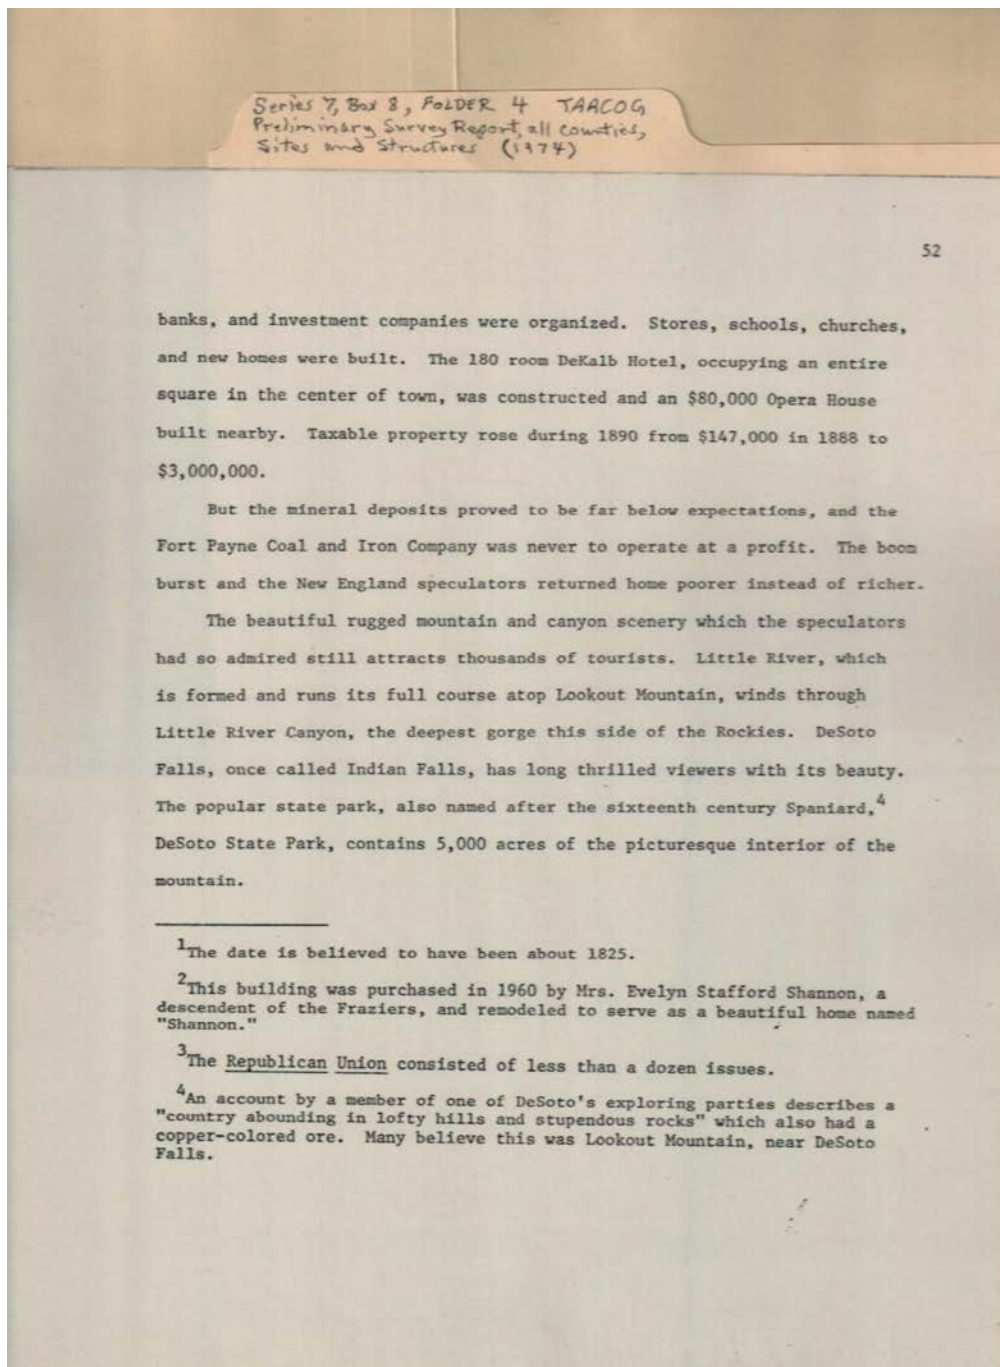 Series 7, Box 8, FOLDER 4 TARCOG
Preliminary Survey Report, all counties,
Sites and Structures (1974)
52
banks, and investment companies were organized. Stores, schools, churches,
and new homes were built. The 180 room DeKalb Hotel, occupying an entire
square in the center of town, was constructed and an $80,000 Opera House
built nearby. Taxable property rose during 1890 from $147,000 in 1888 to
$3,000,000.
But the mineral deposits proved to be far below expectations, and the
Fort Payne Coal and Iron Company was never to operate at a profit. The boom
burst and the New England speculators returned home poorer instead of richer.
The beautiful rugged mountain and canyon scenery which the speculators
had so admired still attracts thousands of tourists. Little River, which
is formed and runs its full course atop Lookout Mountain, winds through
Little River Canyon, the deepest gorge this side of the Rockies. DeSoto
Falls, once called Indian Falls, has long thrilled viewers with its beauty.
The popular state park, also named after the sixteenth century Spaniard,4
DeSoto State Park, contains 5,000 acres of the picturesque interior of the
mountain.
1The date is believed to have been about 1825.
2This building was purchased in 1960 by Mrs. Evelyn Stafford Shannon, a
descendent of the Fraziers, and remodeled to serve as a beautiful home named
"Shannon."
3The Republican Union consisted of less than a dozen issues.
4An account by a member of one of DeSoto's exploring parties describes a
"country abounding in lofty hills and stupendous rocks" which also had a
copper-colored ore. Many believe this was Lookout Mountain, near DeSoto
Falls.